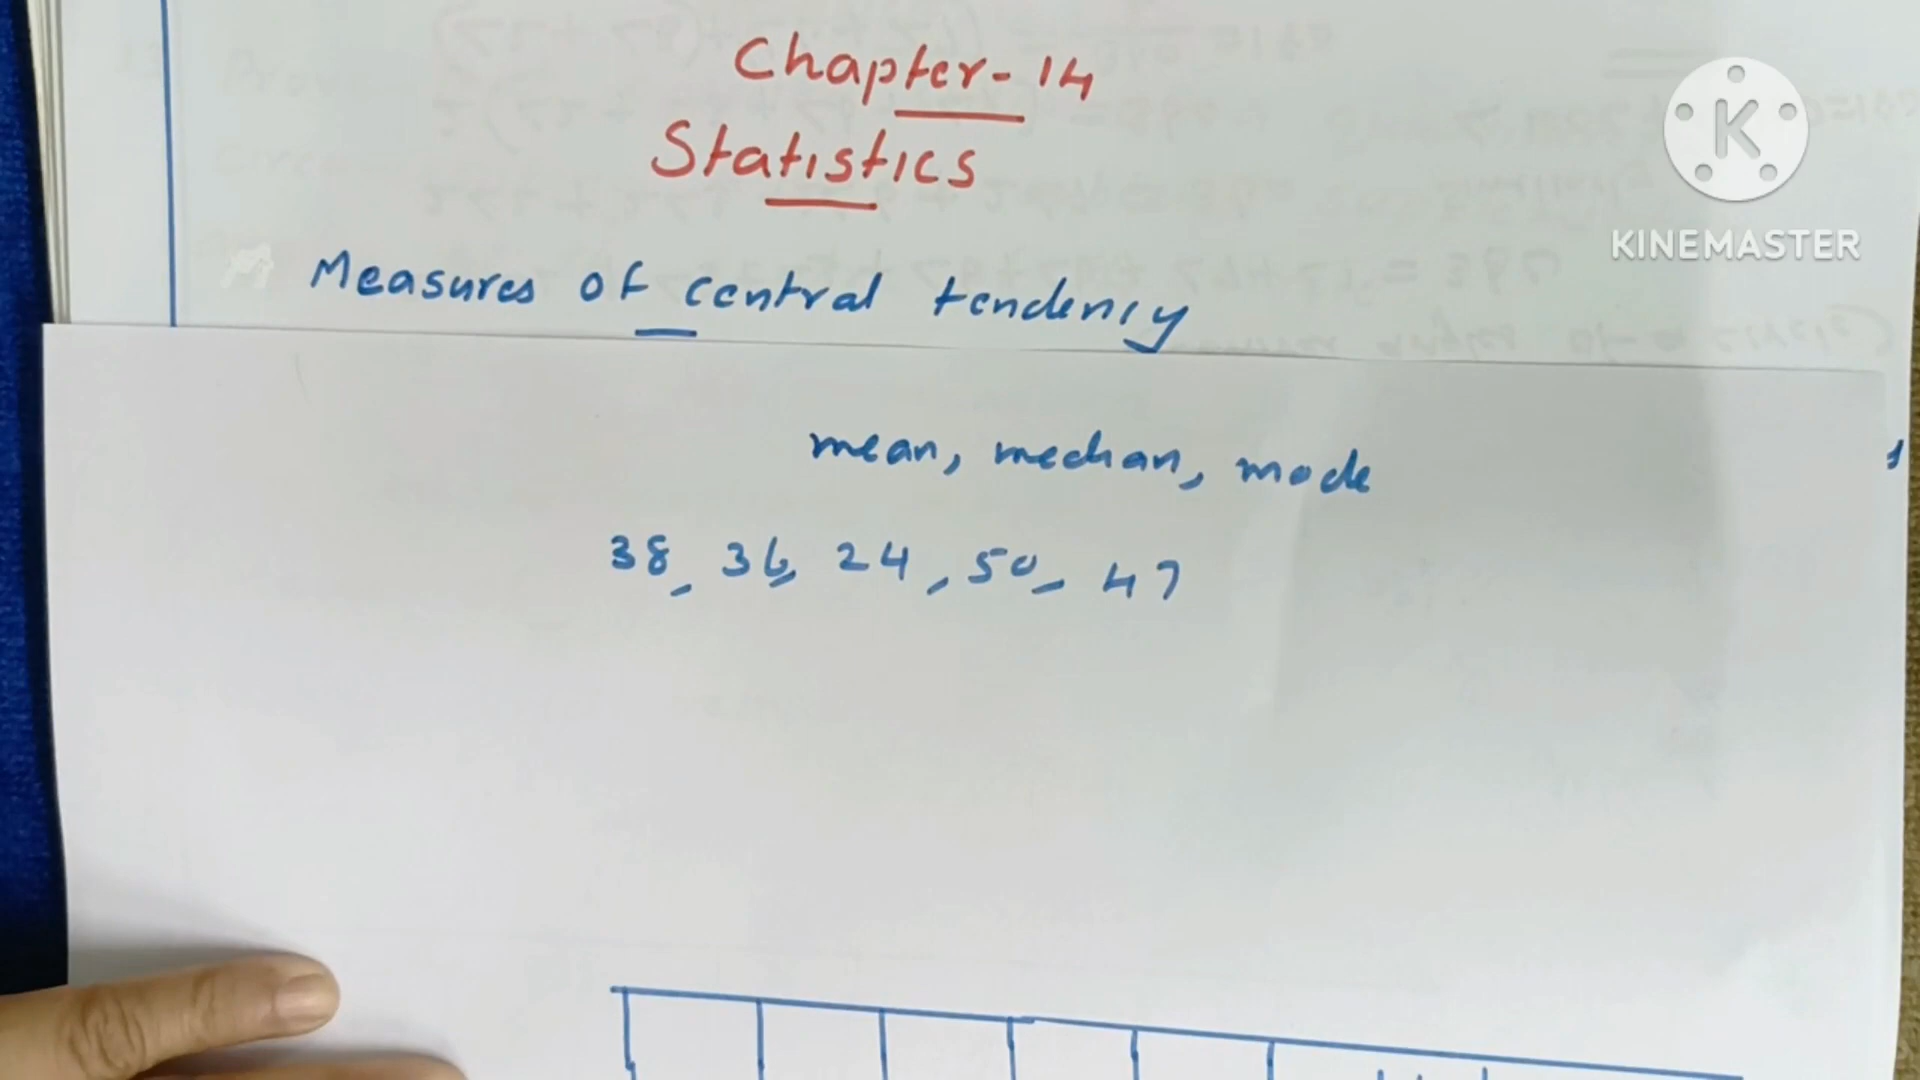 Chapter-14
Statistics
Measures of central tendency
mean, median, mode
38, 36, 24, 50, 47
KINEMASTER